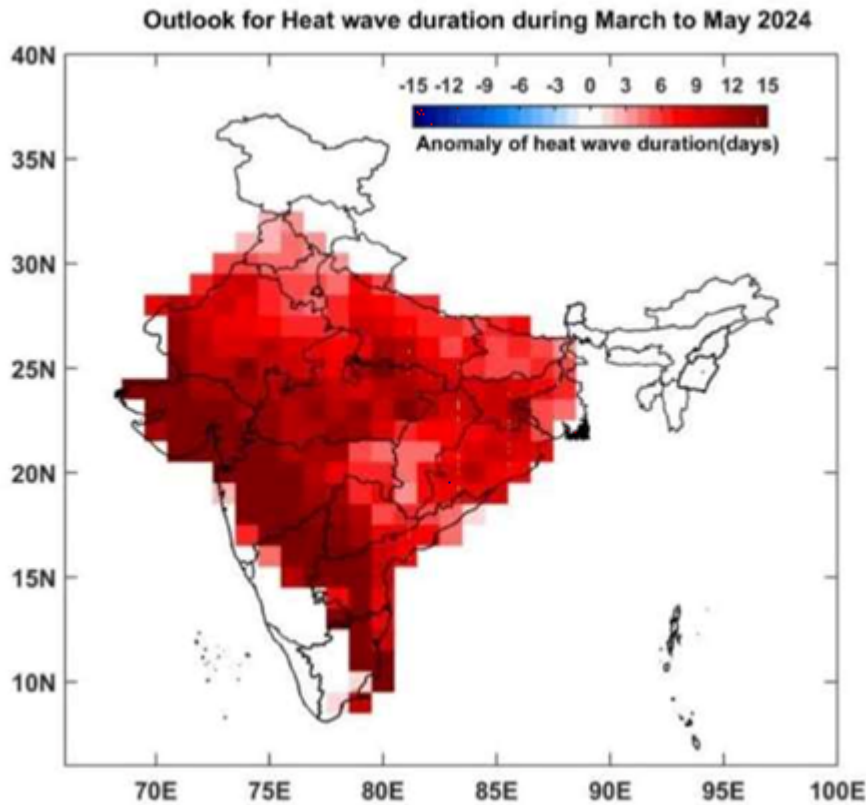 Outlook for Heat wave duration during March to May 2024
40N
-15 -12 -9 -6 -3 0 3 6 9 12 15
Anomaly of heat wave duration(days)
35N
30N
25N
20N
15N
10N
70E 75E 80E 85E 90E 95E 100E